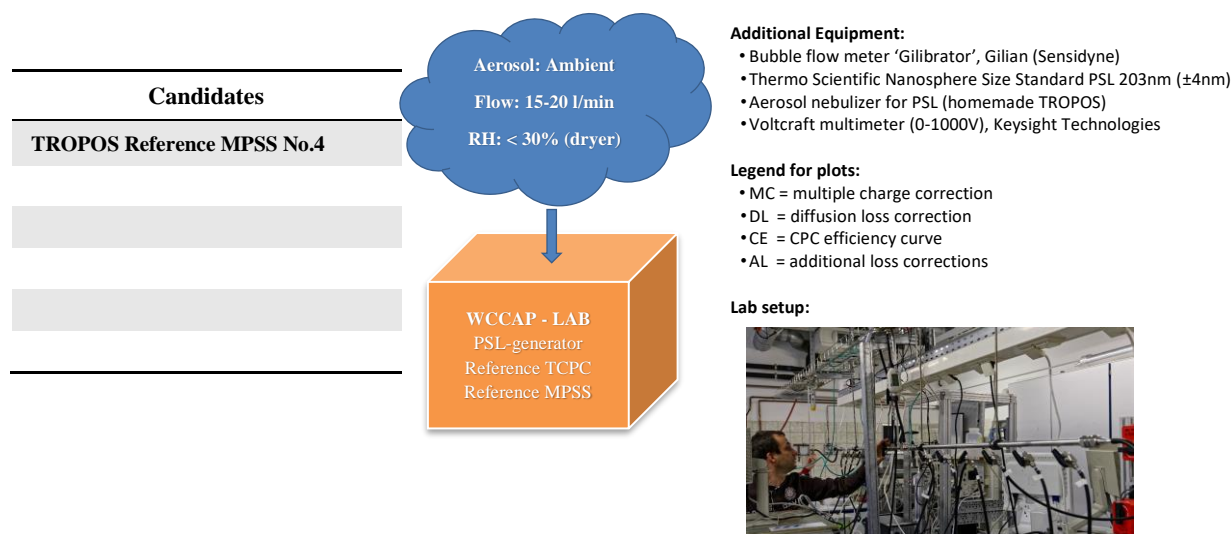 Candidates
TROPOS Reference MPSS No.4
Aerosol: Ambient
Flow: 15-20 l/min
RH: < 30% (dryer)
WCCAP - LAB
PSL-generator
Reference TCPC
Reference MPSS
Additional Equipment:
• Bubble flow meter ‘Gilibrator’, Gilian (Sensidyne)
• Thermo Scientific Nanosphere Size Standard PSL 203nm (±4nm)
• Aerosol nebulizer for PSL (homemade TROPOS)
• Voltcraft multimeter (0-1000V), Keysight Technologies
Legend for plots:
• MC = multiple charge correction
• DL = diffusion loss correction
• CE = CPC efficiency curve
• AL = additional loss corrections
Lab setup: